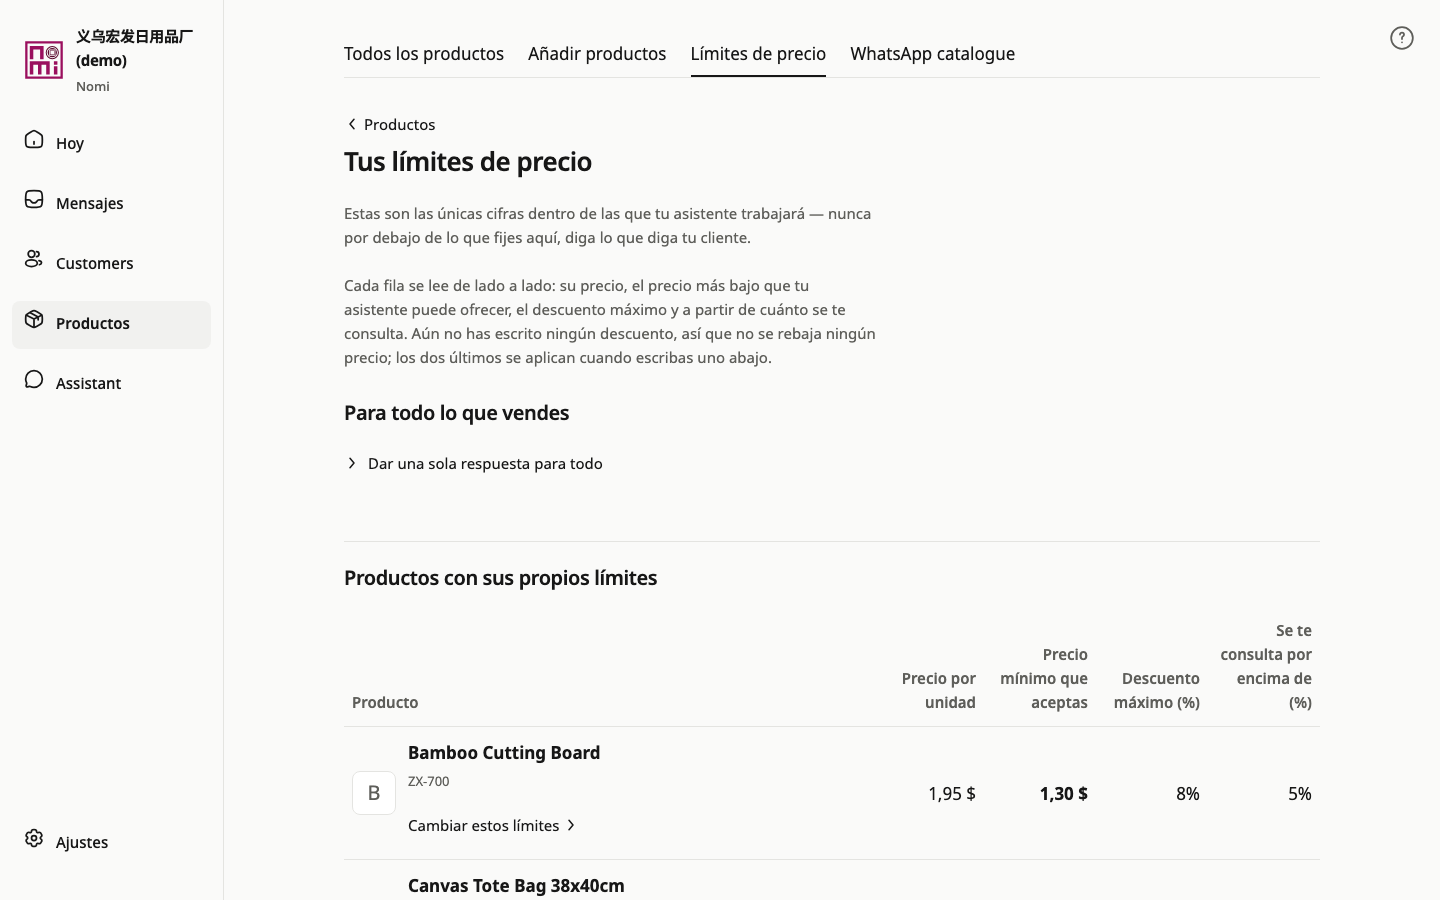 义乌宏发日用品厂
(demo)
Nomi
Hoy
Mensajes
Customers
Productos
Assistant
Ajustes
Todos los productos
Añadir productos
Límites de precio
WhatsApp catalogue
Productos
Tus límites de precio
Estas son las únicas cifras dentro de las que tu asistente trabajará — nunca
por debajo de lo que fijes aquí, diga lo que diga tu cliente.
Cada fila se lee de lado a lado: su precio, el precio más bajo que tu
asistente puede ofrecer, el descuento máximo y a partir de cuánto se te
consulta. Aún no has escrito ningún descuento, así que no se rebaja ningún
precio; los dos últimos se aplican cuando escribas uno abajo.
Para todo lo que vendes
Dar una sola respuesta para todo
Productos con sus propios límites
Producto
Precio por
unidad
Precio
mínimo que
aceptas
Descuento
máximo (%)
Se te
consulta por
encima de
(%)
B
Bamboo Cutting Board
ZX-700
Cambiar estos límites
1,95 $
1,30 $
8%
5%
Canvas Tote Bag 38x40cm